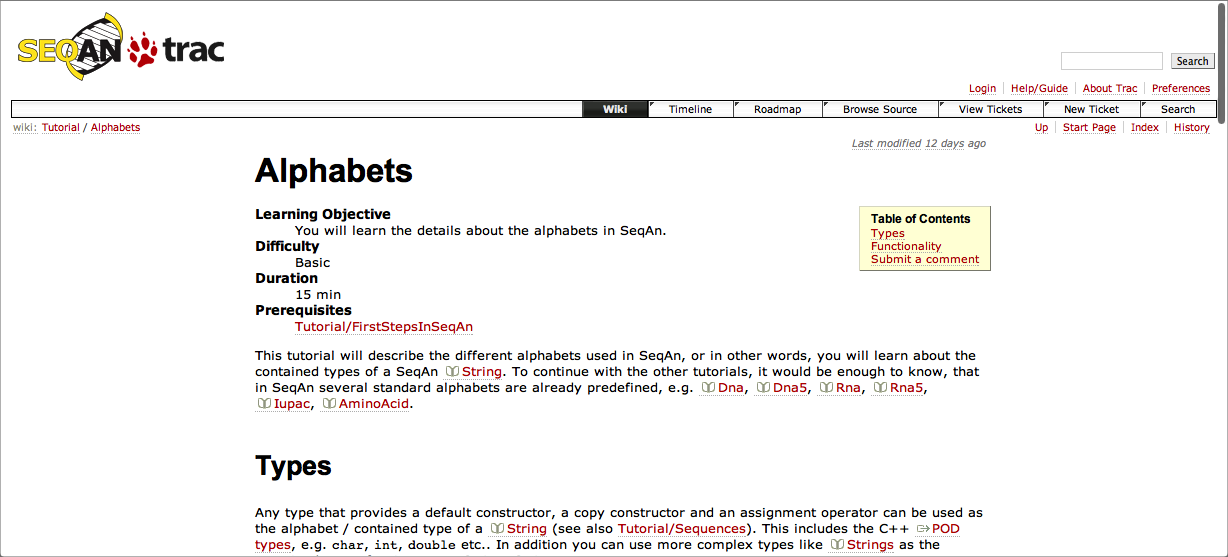 SEQAN trac
Search
Login Help/Guide About Trac Preferences
Wiki Timeline Roadmap Browse Source View Tickets New Ticket Search
wiki: Tutorial / Alphabets
Up Start Page Index History
Last modified 12 days ago
Alphabets
Learning Objective
You will learn the details about the alphabets in SeqAn.
Difficulty
Basic
Duration
15 min
Prerequisites
Tutorial/FirstStepsInSeqAn
Table of Contents
Types
Functionality
Submit a comment
This tutorial will describe the different alphabets used in SeqAn, or in other words, you will learn about the
contained types of a SeqAn String. To continue with the other tutorials, it would be enough to know, that
in SeqAn several standard alphabets are already predefined, e.g. Dna, Dna5, Rna, Rna5,
Iupac, AminoAcid.
Types
Any type that provides a default constructor, a copy constructor and an assignment operator can be used as
the alphabet / contained type of a String (see also Tutorial/Sequences). This includes the C++ POD
types, e.g. char, int, double etc.. In addition you can use more complex types like Strings as the